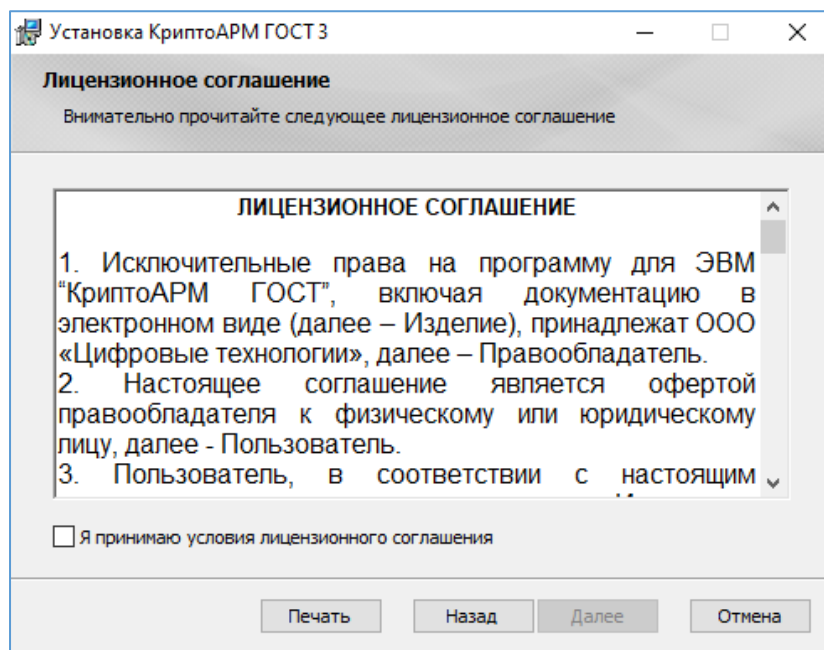 Установка КриптоАРМ ГОСТ 3
Лицензионное соглашение
Внимательно прочитайте следующее лицензионное соглашение
ЛИЦЕНЗИОННОЕ СОГЛАШЕНИЕ
1. Исключительные права на программу для ЭВМ
“КриптоАРМ ГОСТ”, включая документацию в
электронном виде (далее – Изделие), принадлежат ООО
«Цифровые технологии», далее – Правообладатель.
2. Настоящее соглашение является офертой
правообладателя к физическому или юридическому
лицу, далее - Пользователь.
3. Пользователь, в соответствии с настоящим
Я принимаю условия лицензионного соглашения
Печать Назад Далее Отмена